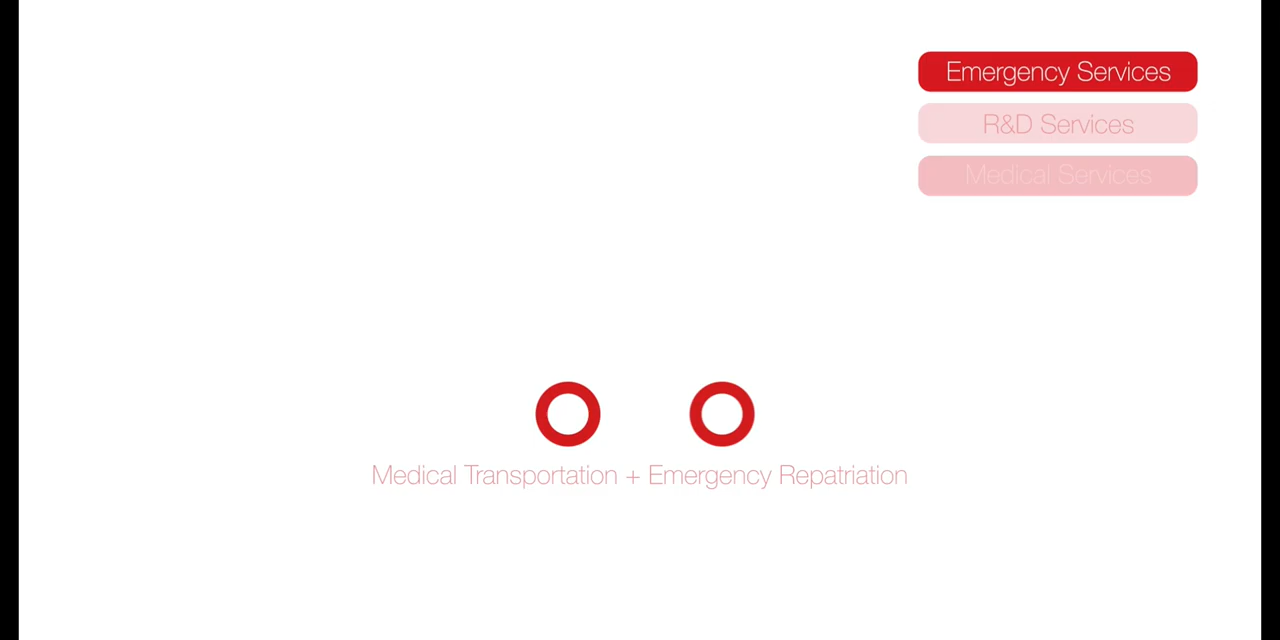 Emergency Services
R&D Services
Medical Services
Medical Transportation + Emergency Repatriation